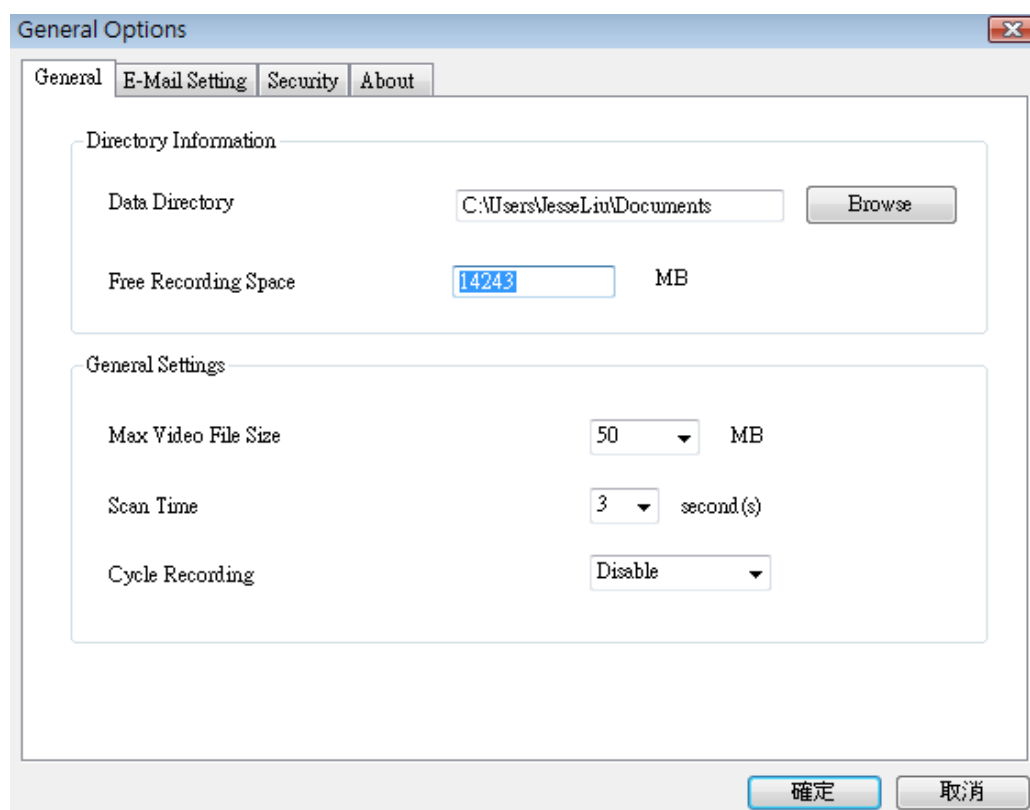 General Options
General E-Mail Setting Security About
Directory Information
Data Directory C:\Users\JesseLiu\Documents Browse
Free Recording Space 14243 MB
General Settings
Max Video File Size 50 MB
Scan Time 3 second(s)
Cycle Recording Disable
確定 取消